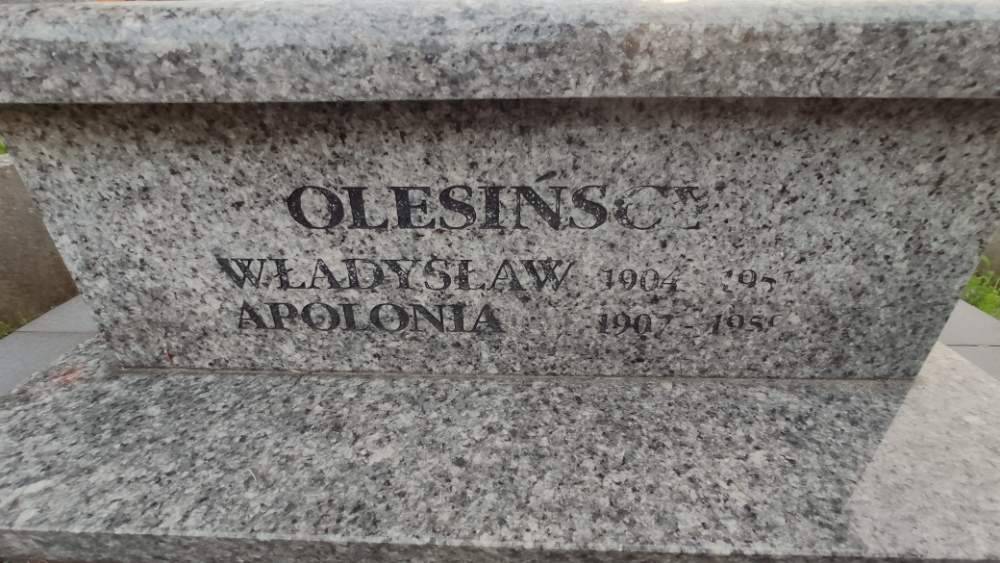 OLESIŃSCY
WŁADYSŁAW 1904 -
APOLONIA 1907 -